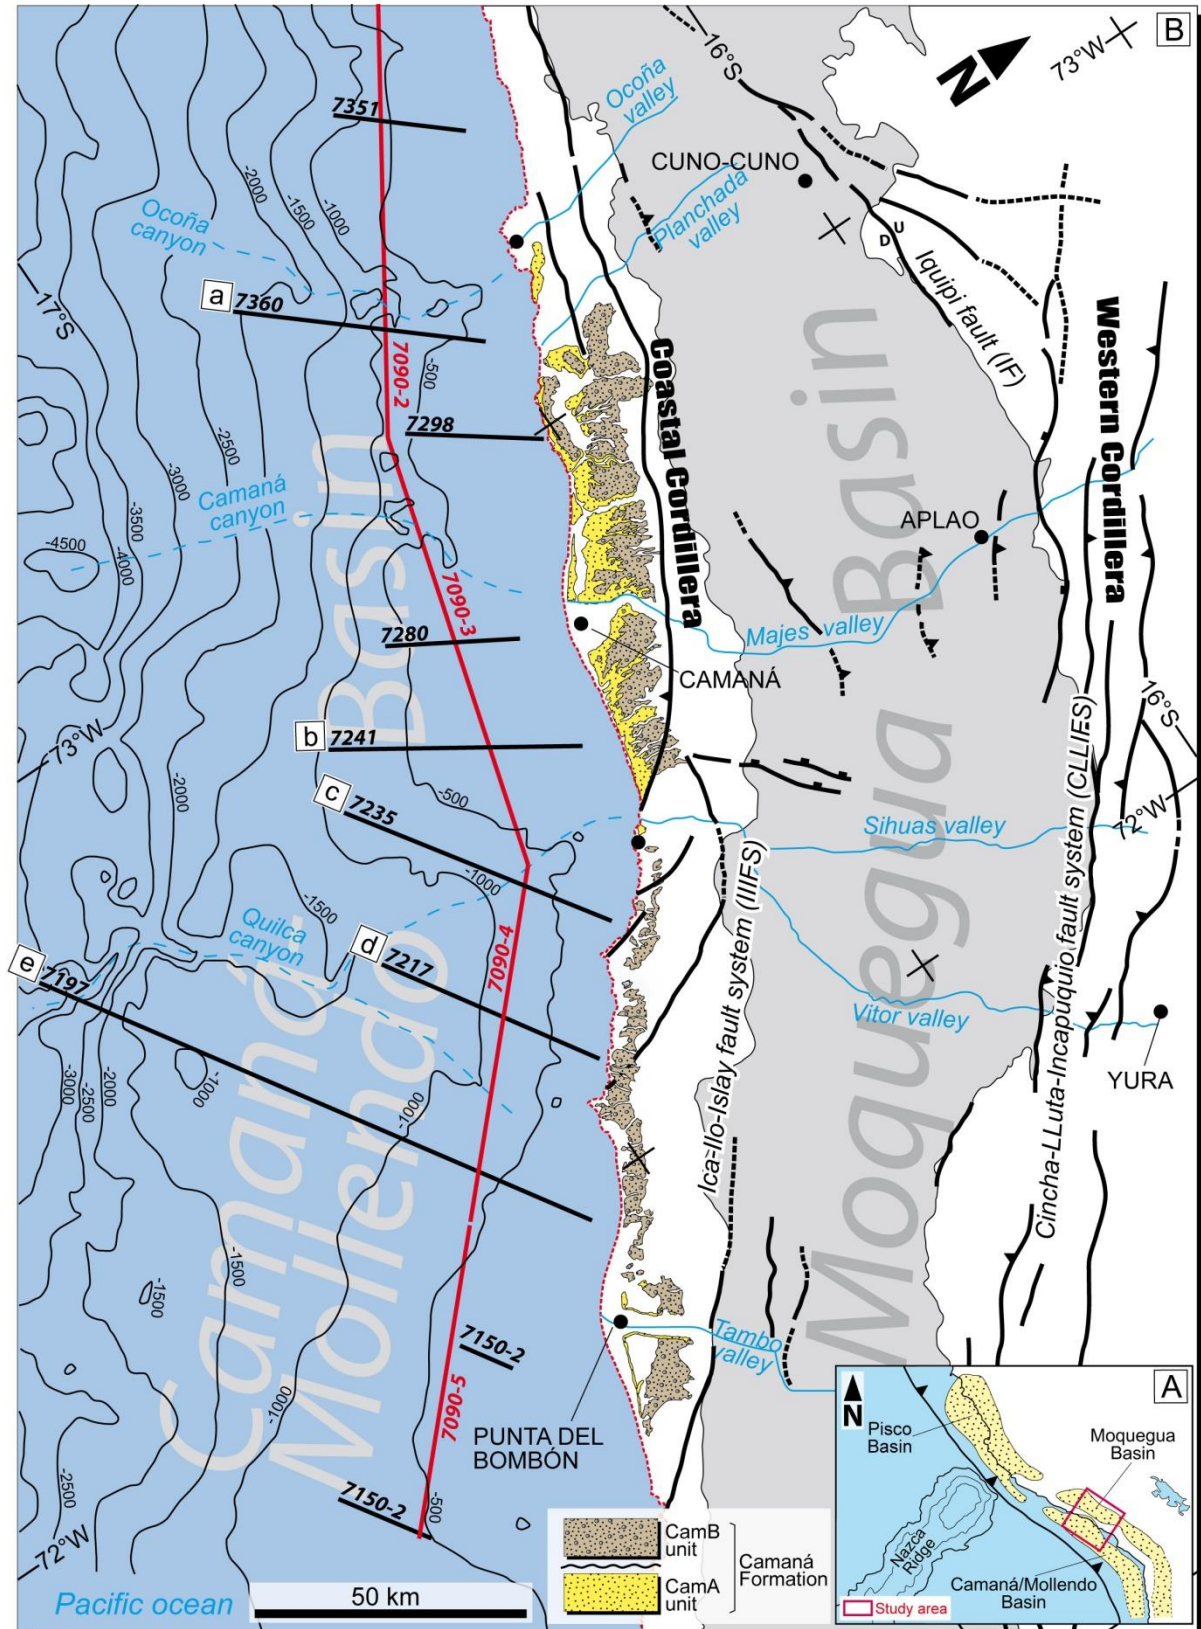 B
73°W
N
16°S
Ocoña
valley
7351
CUNO-CUNO
Planchada
valley
-2000
-1500
-1000
Ocoña
canyon
U
D
Iquipi fault (IF)
17°S
a
7360
7090-2
-500
Coastal Cordillera
Western Cordillera
7298
-2500
-3000
-3500
-4000
-4500
Camaná
canyon
APLAO
7090-3
7280
Majes valley
CAMANÁ
Camaná-
Mollendo
Basin
Moquegua Basin
16°S
73°W
b
7241
-2000
-500
c
7235
72°W
Sihuas valley
Ica-Ilo-Islay fault system (IIIFS)
Cincha-LLuta-Incapuquio fault system (CLLIFS)
-1000
-1500
Quilca
canyon
d
7217
7090-4
e
7197
Vitor valley
YURA
-3000
-2500
-2000
-1000
-1000
-1500
-1500
7150-2
Tambo
valley
-1000
7090-5
PUNTA DEL
BOMBÓN
-2500
7150-2
-500
72°W
Pacific ocean
50 km
CamB
unit
CamA
unit
Camaná
Formation
A
N
Pisco
Basin
Moquegua
Basin
Nazca
Ridge
Camaná/Mollendo
Basin
Study area